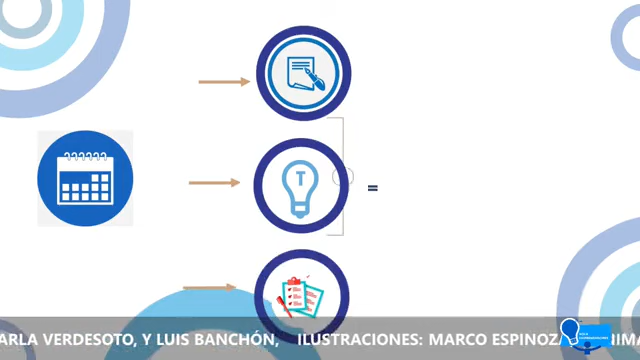 T
=
ARLA VERDESOTO, Y LUIS BANCHÓN,    ILUSTRACIONES: MARCO ESPINOZA